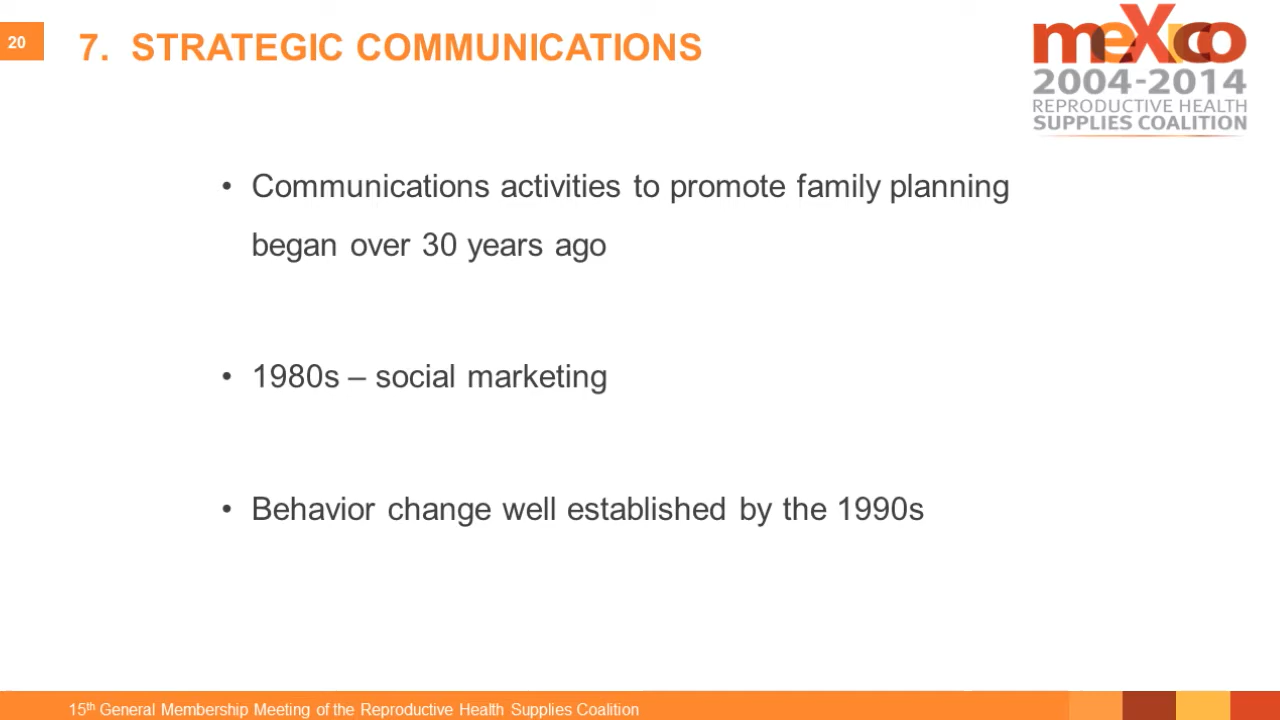 20
7. STRATEGIC COMMUNICATIONS
meXico
2004-2014
REPRODUCTIVE HEALTH
SUPPLIES COALITION
• Communications activities to promote family planning
began over 30 years ago
• 1980s – social marketing
• Behavior change well established by the 1990s
15th General Membership Meeting of the Reproductive Health Supplies Coalition